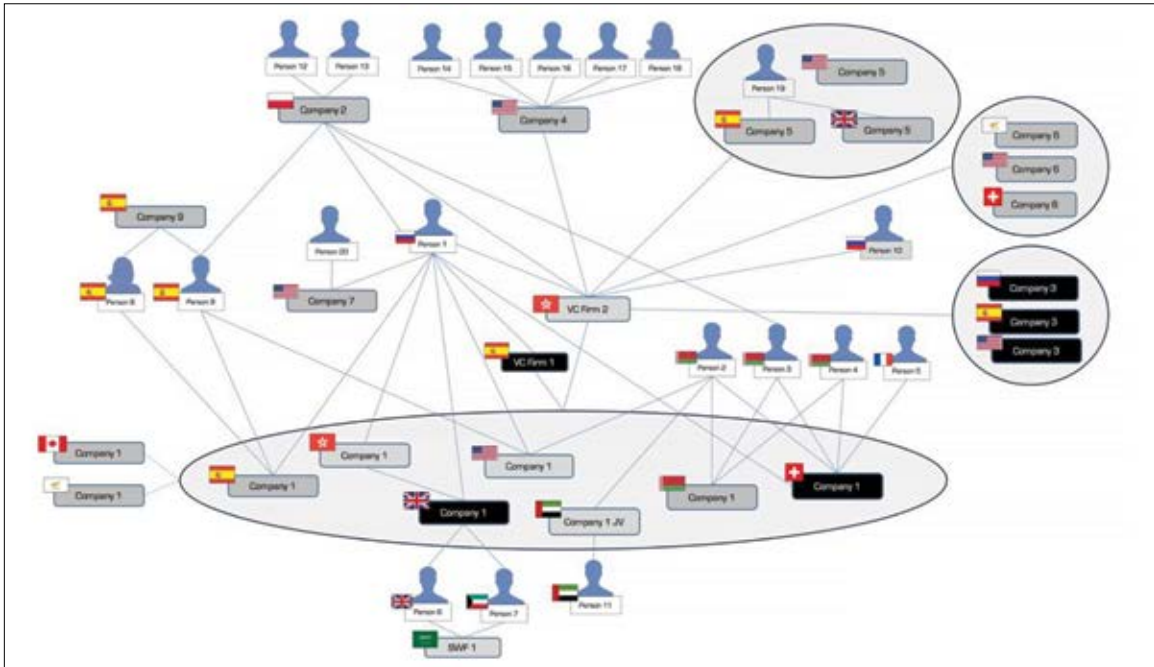 Person 12
Person 13
Person 14
Person 15
Person 16
Person 17
Person 18
Person 19
Company 5
Company 2
Company 4
Company 5
Company 5
Company 6
Company 6
Company 6
Company 9
Person 20
Person 1
Person 10
Person 8
Person 9
Company 7
VC Firm 2
Company 3
Company 3
Company 3
VC Firm 1
Person 2
Person 3
Person 4
Person 5
Company 1
Company 1
Company 1
Company 1
Company 1
Company 1
Company 1
Company 1
Company 1 JV
Person 6
Person 7
Person 11
SWF 1